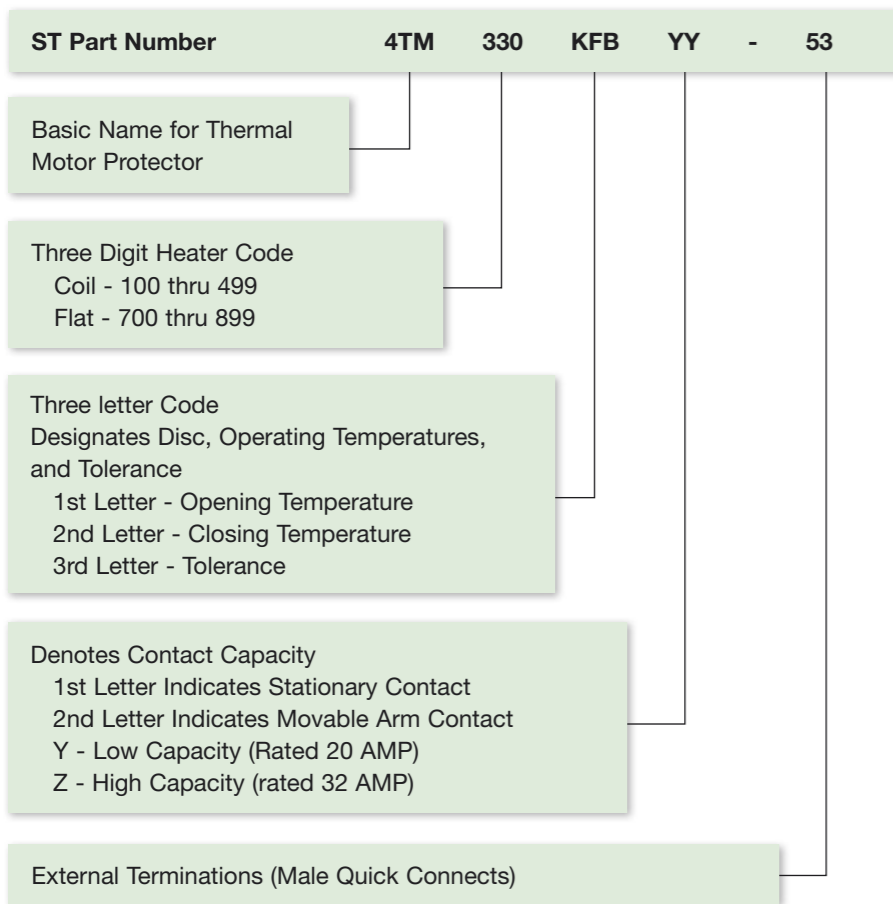 ST Part Number 4TM 330 KFB YY - 53
Basic Name for Thermal
Motor Protector
Three Digit Heater Code
Coil - 100 thru 499
Flat - 700 thru 899
Three letter Code
Designates Disc, Operating Temperatures,
and Tolerance
1st Letter - Opening Temperature
2nd Letter - Closing Temperature
3rd Letter - Tolerance
Denotes Contact Capacity
1st Letter Indicates Stationary Contact
2nd Letter Indicates Movable Arm Contact
Y - Low Capacity (Rated 20 AMP)
Z - High Capacity (rated 32 AMP)
External Terminations (Male Quick Connects)